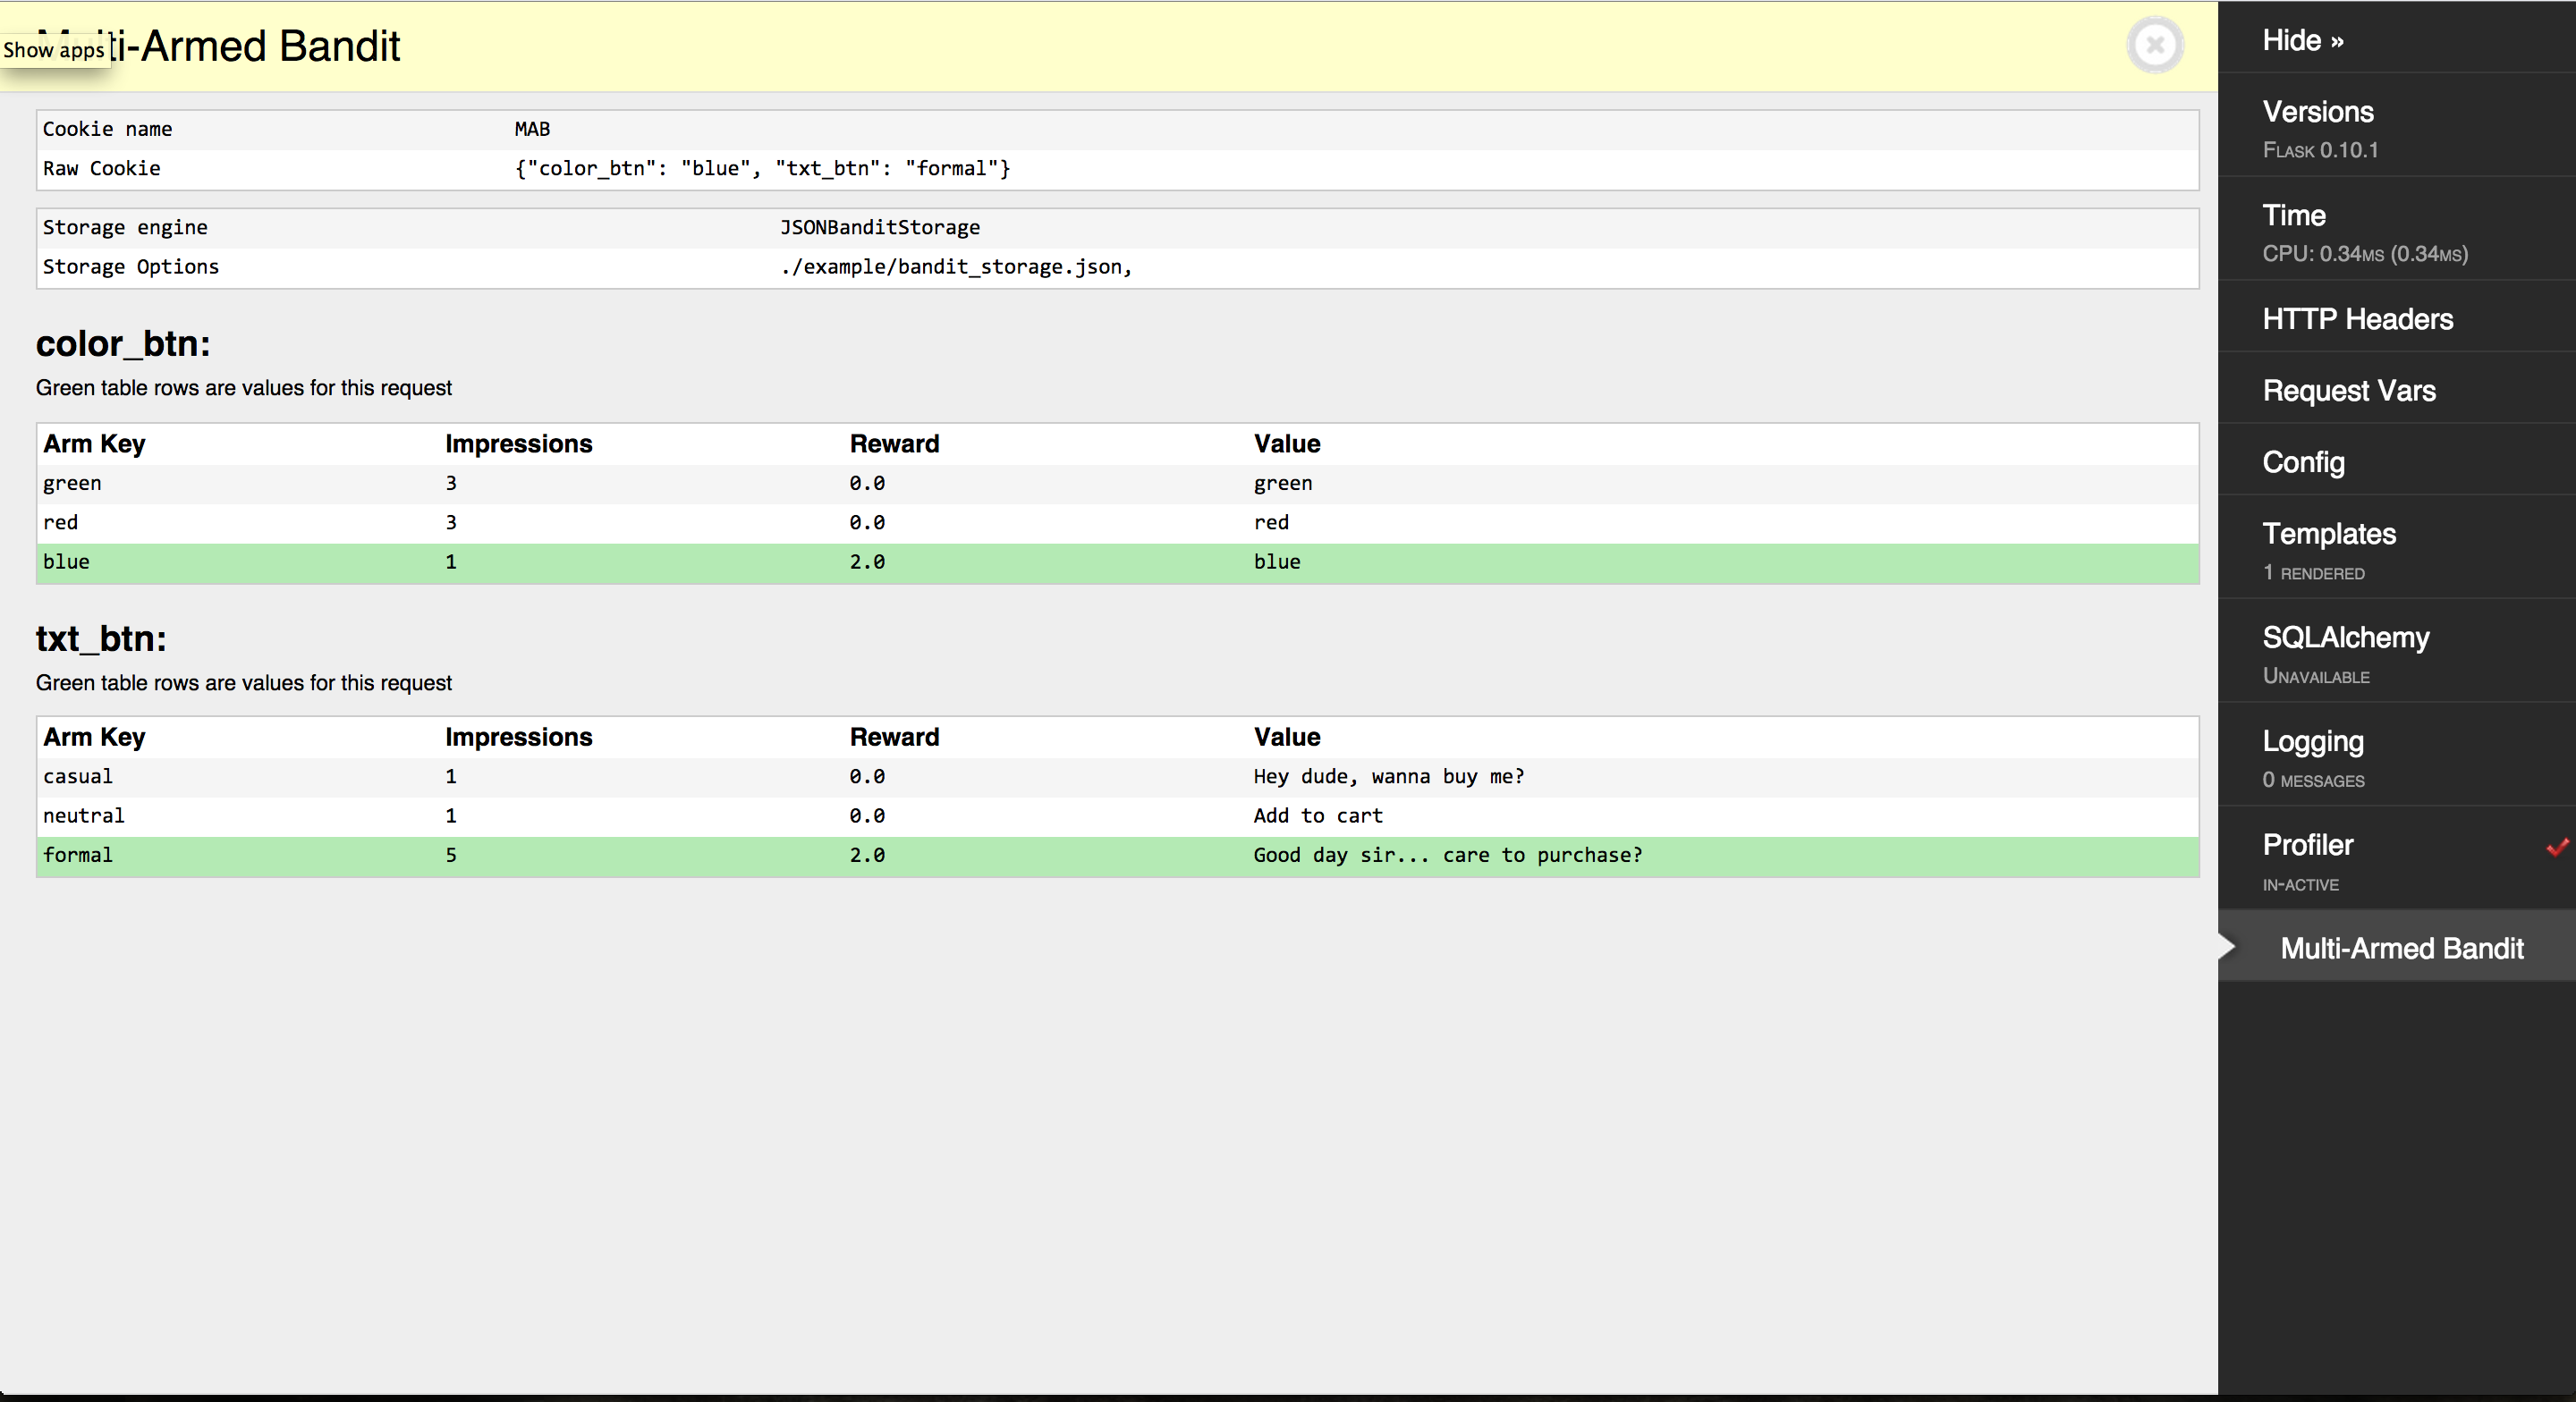 Show apps
ti-Armed Bandit
Cookie name MAB
Raw Cookie {"color_btn": "blue", "txt_btn": "formal"}
Storage engine JSONBanditStorage
Storage Options ./example/bandit_storage.json,
color_btn:
Green table rows are values for this request
Arm Key Impressions Reward Value
green 3 0.0 green
red 3 0.0 red
blue 1 2.0 blue
txt_btn:
Green table rows are values for this request
Arm Key Impressions Reward Value
casual 1 0.0 Hey dude, wanna buy me?
neutral 1 0.0 Add to cart
formal 5 2.0 Good day sir... care to purchase?
Hide »
Versions
FLASK 0.10.1
Time
CPU: 0.34MS (0.34MS)
HTTP Headers
Request Vars
Config
Templates
1 RENDERED
SQLAlchemy
UNAVAILABLE
Logging
0 MESSAGES
Profiler
IN-ACTIVE
Multi-Armed Bandit